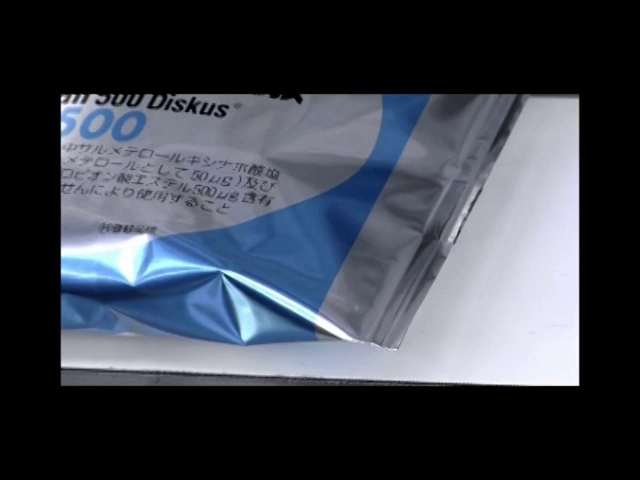 500 Diskus®
500
中サルメテロールキシナホ酸塩
メテロールとして50μg)及び
ロピオン酸エステル500μg含有
せんにより使用すること